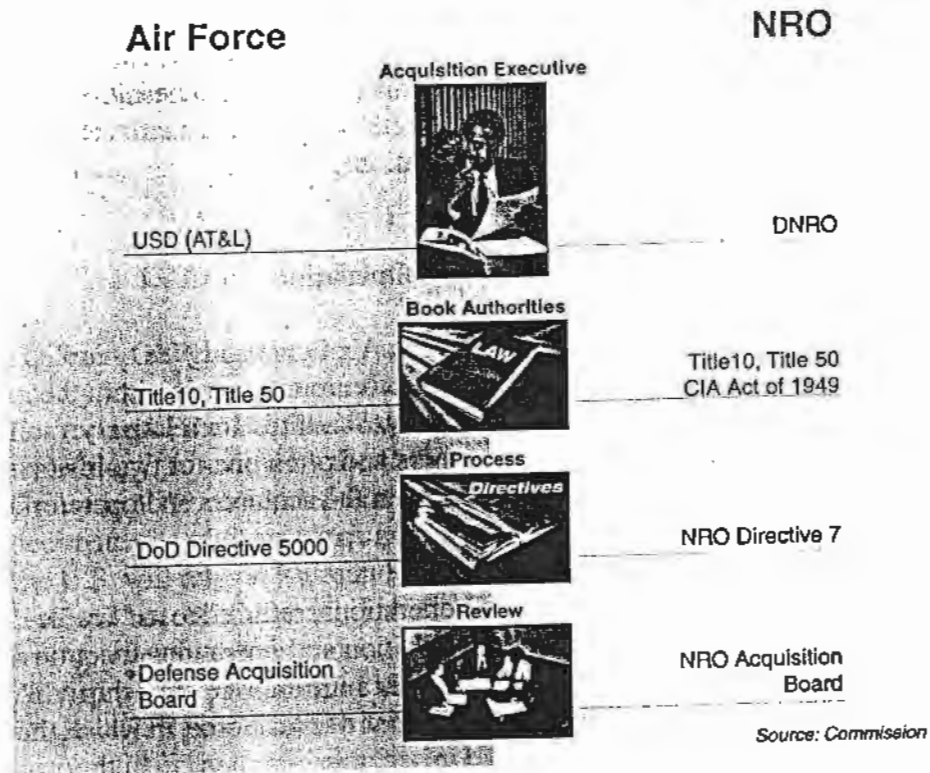 Air Force
NRO
Acquisition Executive
USD (AT&L)
DNRO
Book Authorities
LAW
Title10, Title 50
Title10, Title 50
CIA Act of 1949
Process
Directives
DoD Directive 5000
NRO Directive 7
Review
Defense Acquisition
Board
NRO Acquisition
Board
Source: Commission